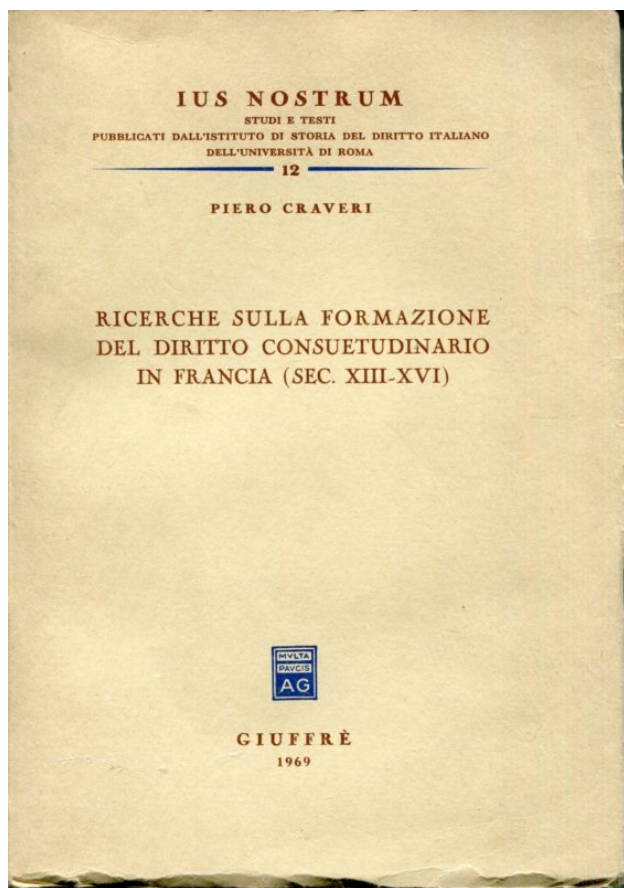 IUS NOSTRUM
STUDI E TESTI
PUBBLICATI DALL'ISTITUTO DI STORIA DEL DIRITTO ITALIANO
DELL'UNIVERSITÀ DI ROMA
12
PIERO CRAVERI
RICERCHE SULLA FORMAZIONE
DEL DIRITTO CONSUETUDINARIO
IN FRANCIA (SEC. XIII-XVI)
MVLTA
PAVCIS
AG
GIUFFRÈ
1969